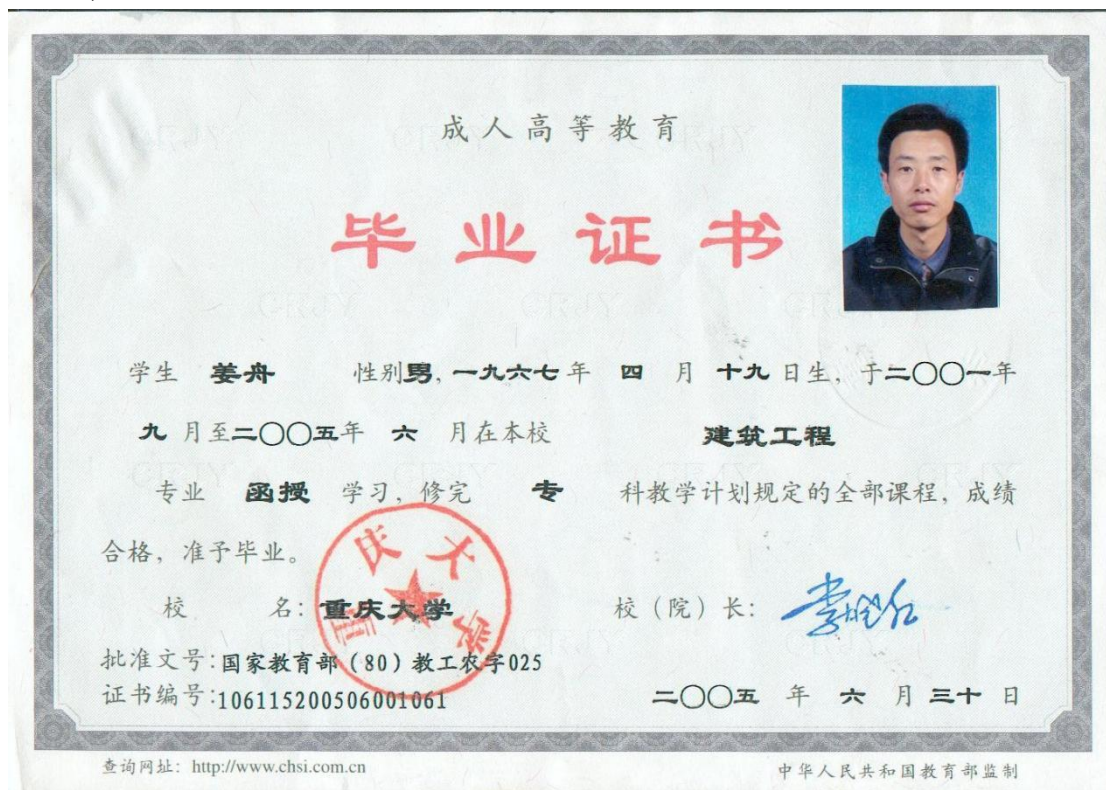 成人高等教育
毕业证书
学生 姜舟 性别男，一九六七年 四 月 十九 日生，于二〇〇一年
九 月至二〇〇五年 六 月在本校 建筑工程
专业 函授 学习，修完 专 科教学计划规定的全部课程，成绩
合格，准予毕业。
校 名：重庆大学 校（院）长：
重庆大学
批准文号：国家教育部（80）教工农字025
证书编号：106115200506001061 二〇〇五 年 六 月 三十 日
查询网址：http://www.chsi.com.cn 中华人民共和国教育部监制